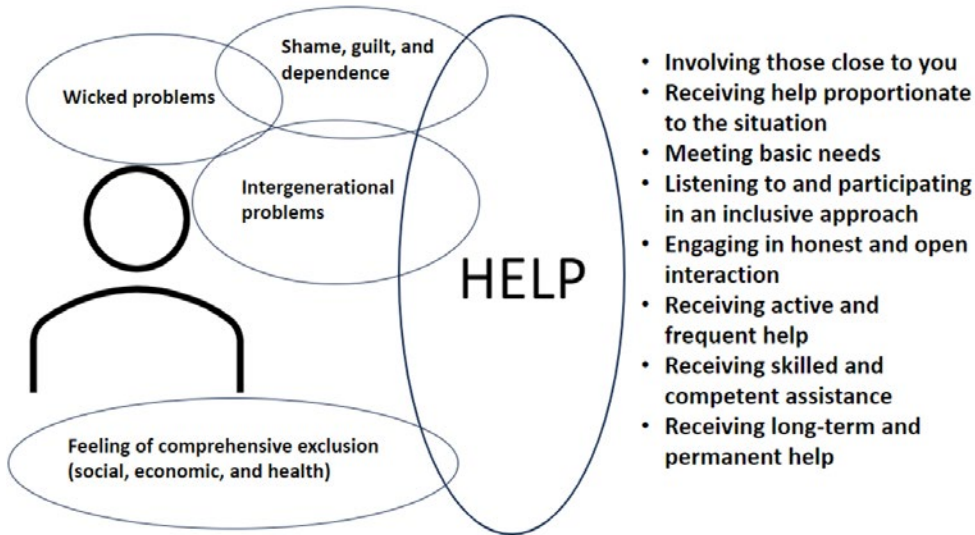 Shame, guilt, and
dependence
Wicked problems
Intergenerational
problems
HELP
Feeling of comprehensive exclusion
(social, economic, and health)
• Involving those close to you
• Receiving help proportionate
to the situation
• Meeting basic needs
• Listening to and participating
in an inclusive approach
• Engaging in honest and open
interaction
• Receiving active and
frequent help
• Receiving skilled and
competent assistance
• Receiving long-term and
permanent help